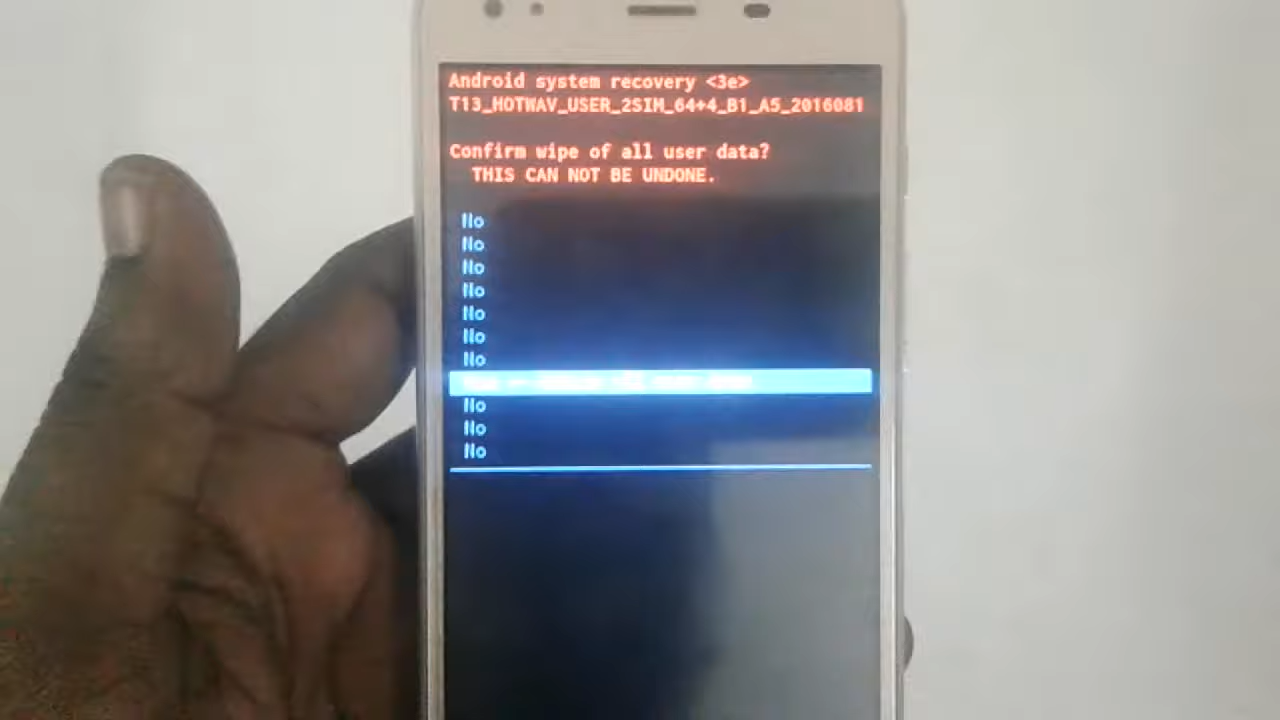 Android system recovery <3e>
T13_HOTWAV_USER_2SIM_64+4_B1_A5_2016081
Confirm wipe of all user data?
THIS CAN NOT BE UNDONE.
No
No
No
No
No
No
No
No
No
No